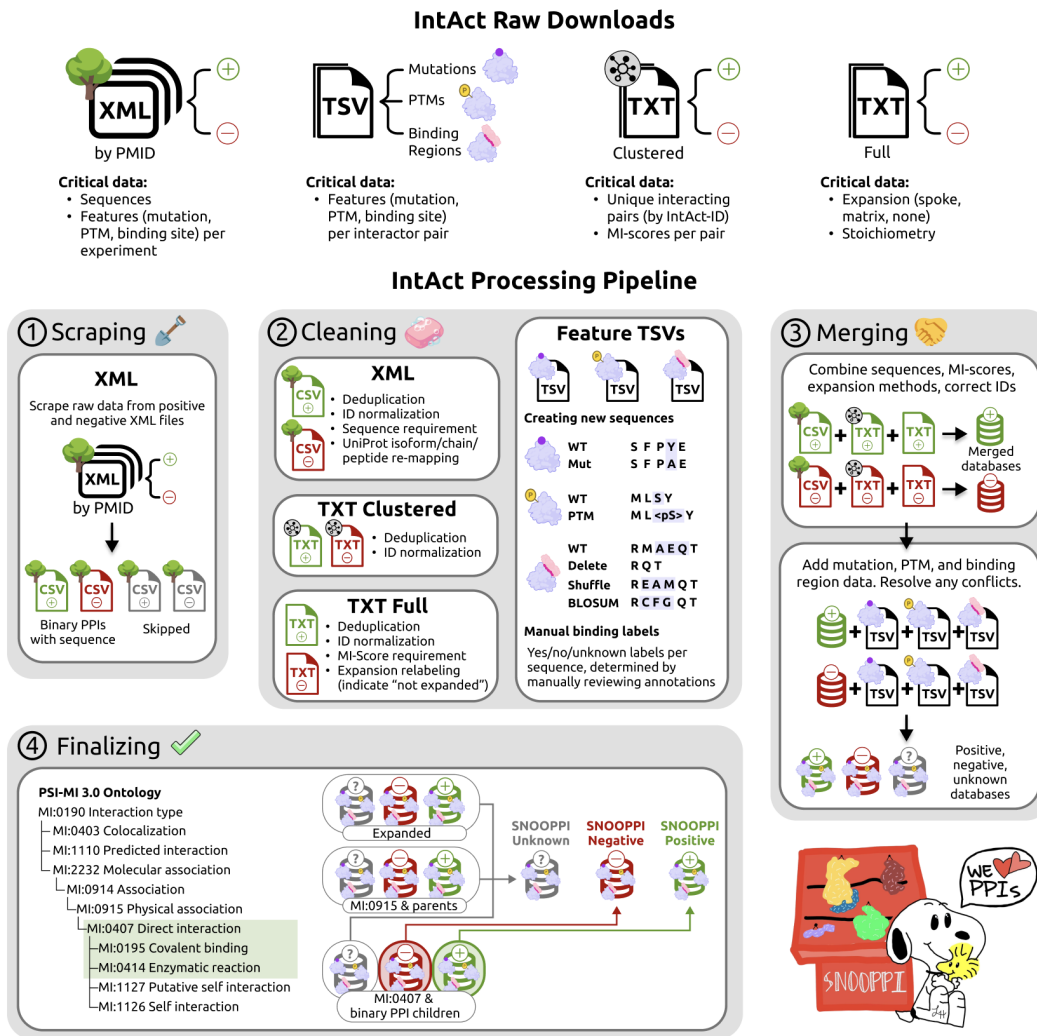 IntAct Raw Downloads
XML
+
−
by PMID
Critical data:
• Sequences
• Features (mutation,
PTM, binding site) per
experiment
TSV
Mutations
P
PTMs
Binding
Regions
Critical data:
• Features (mutation,
PTM, binding site)
per interactor pair
TXT
+
−
Clustered
Critical data:
• Unique interacting
pairs (by IntAct-ID)
• MI-scores per pair
TXT
+
−
Full
Critical data:
• Expansion (spoke,
matrix, none)
• Stoichiometry
IntAct Processing Pipeline
1 Scraping
XML
Scrape raw data from positive
and negative XML files
XML
+
−
by PMID
CSV + CSV − CSV + CSV −
Binary PPIs
with sequence
Skipped
2 Cleaning
XML
CSV +
CSV −
• Deduplication
• ID normalization
• Sequence requirement
• UniProt isoform/chain/
peptide re-mapping
TXT Clustered
TXT + TXT −
• Deduplication
• ID normalization
TXT Full
TXT +
TXT −
• Deduplication
• ID normalization
• MI-Score requirement
• Expansion relabeling
(indicate "not expanded")
Feature TSVs
TSV P TSV TSV
Creating new sequences
WT S F P Y E
Mut S F P A E
P
WT M L S Y
PTM M L <pS> Y
WT R M A E Q T
Delete R Q T
Shuffle R E A M Q T
BLOSUM R C F G Q T
Manual binding labels
Yes/no/unknown labels per
sequence, determined by
manually reviewing annotations
3 Merging
Combine sequences, MI-scores,
expansion methods, correct IDs
CSV + + TXT + + TXT + +
CSV − + TXT − + TXT − −
Merged
databases
Add mutation, PTM, and binding
region data. Resolve any conflicts.
+ + TSV + P TSV + TSV
− + TSV + P TSV + TSV
+ − ?
Positive,
negative,
unknown
databases
4 Finalizing
PSI-MI 3.0 Ontology
MI:0190 Interaction type
MI:0403 Colocalization
MI:1110 Predicted interaction
MI:2232 Molecular association
MI:0914 Association
MI:0915 Physical association
MI:0407 Direct interaction
MI:0195 Covalent binding
MI:0414 Enzymatic reaction
MI:1127 Putative self interaction
MI:1126 Self interaction
? − +
Expanded
? − +
MI:0915 & parents
? − +
MI:0407 &
binary PPI children
SNOOPPI
Unknown
?
SNOOPPI
Negative
−
SNOOPPI
Positive
+
WE
PPIs
SNOOPPI